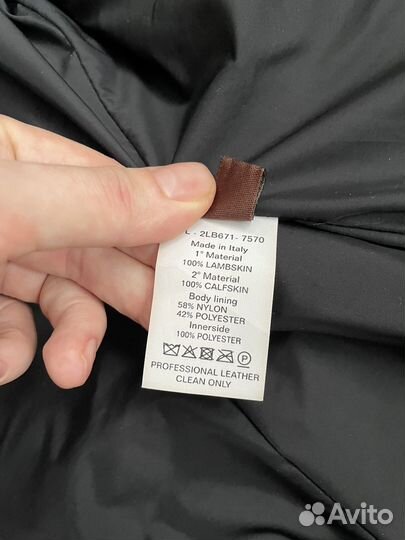 L - 2LB671- 7570
Made in Italy
1° Material
100% LAMBSKIN
2° Material
100% CALFSKIN
Body lining
58% NYLON
42% POLYESTER
Innerside
100% POLYESTER
P
PROFESSIONAL LEATHER
CLEAN ONLY
Avito